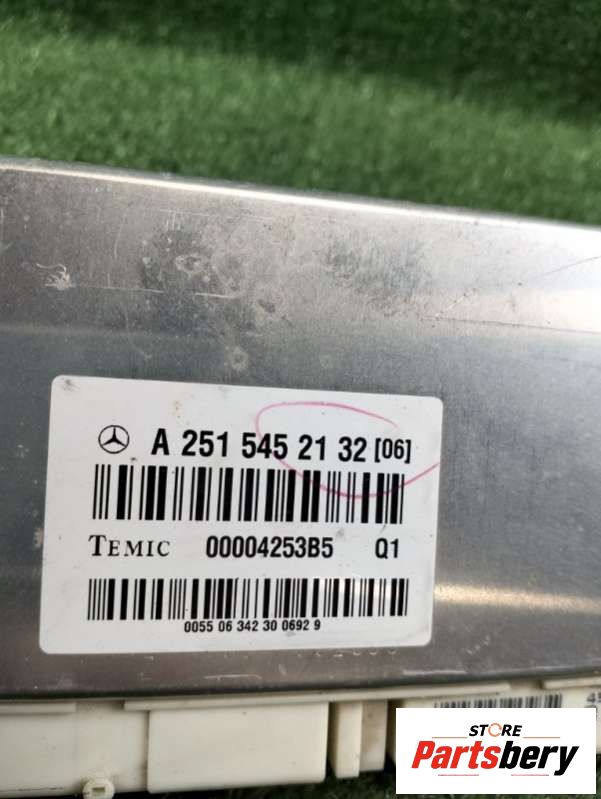 A 251 545 21 32 [06]
TEMIC 00004253B5 Q1
0055 06 342 30 0692 9
STORE
Partsbery